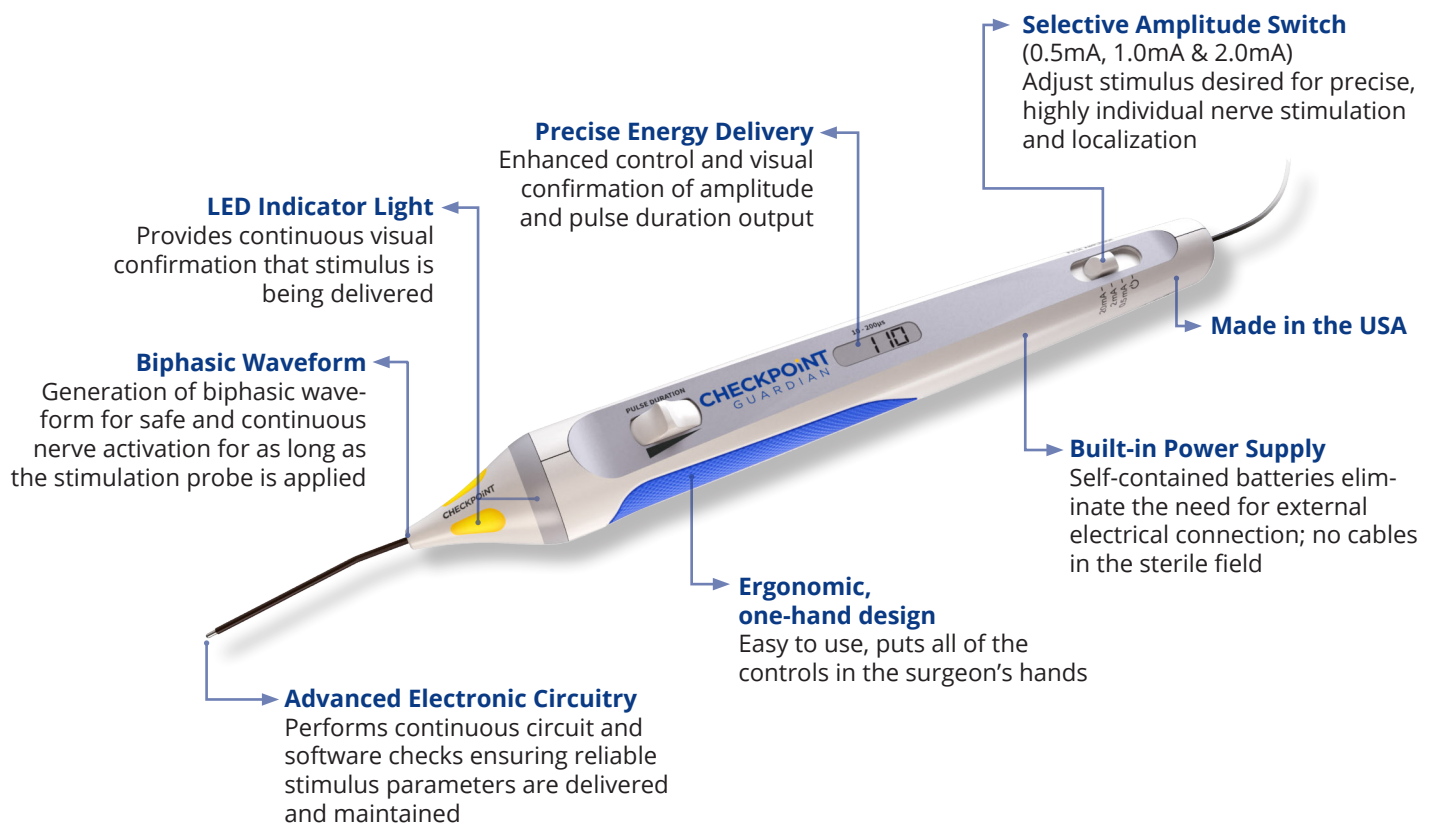 Selective Amplitude Switch
(0.5mA, 1.0mA & 2.0mA)
Adjust stimulus desired for precise,
highly individual nerve stimulation
and localization
Precise Energy Delivery
Enhanced control and visual
confirmation of amplitude
and pulse duration output
LED Indicator Light
Provides continuous visual
confirmation that stimulus is
being delivered
Biphasic Waveform
Generation of biphasic wave-
form for safe and continuous
nerve activation for as long as
the stimulation probe is applied
20mA
2mA
0.5mA
Made in the USA
10 - 200µs
110
CHECKPOINT
GUARDIAN
PULSE DURATION
CHECKPOINT
Built-in Power Supply
Self-contained batteries elim-
inate the need for external
electrical connection; no cables
in the sterile field
Ergonomic,
one-hand design
Easy to use, puts all of the
controls in the surgeon's hands
Advanced Electronic Circuitry
Performs continuous circuit and
software checks ensuring reliable
stimulus parameters are delivered
and maintained